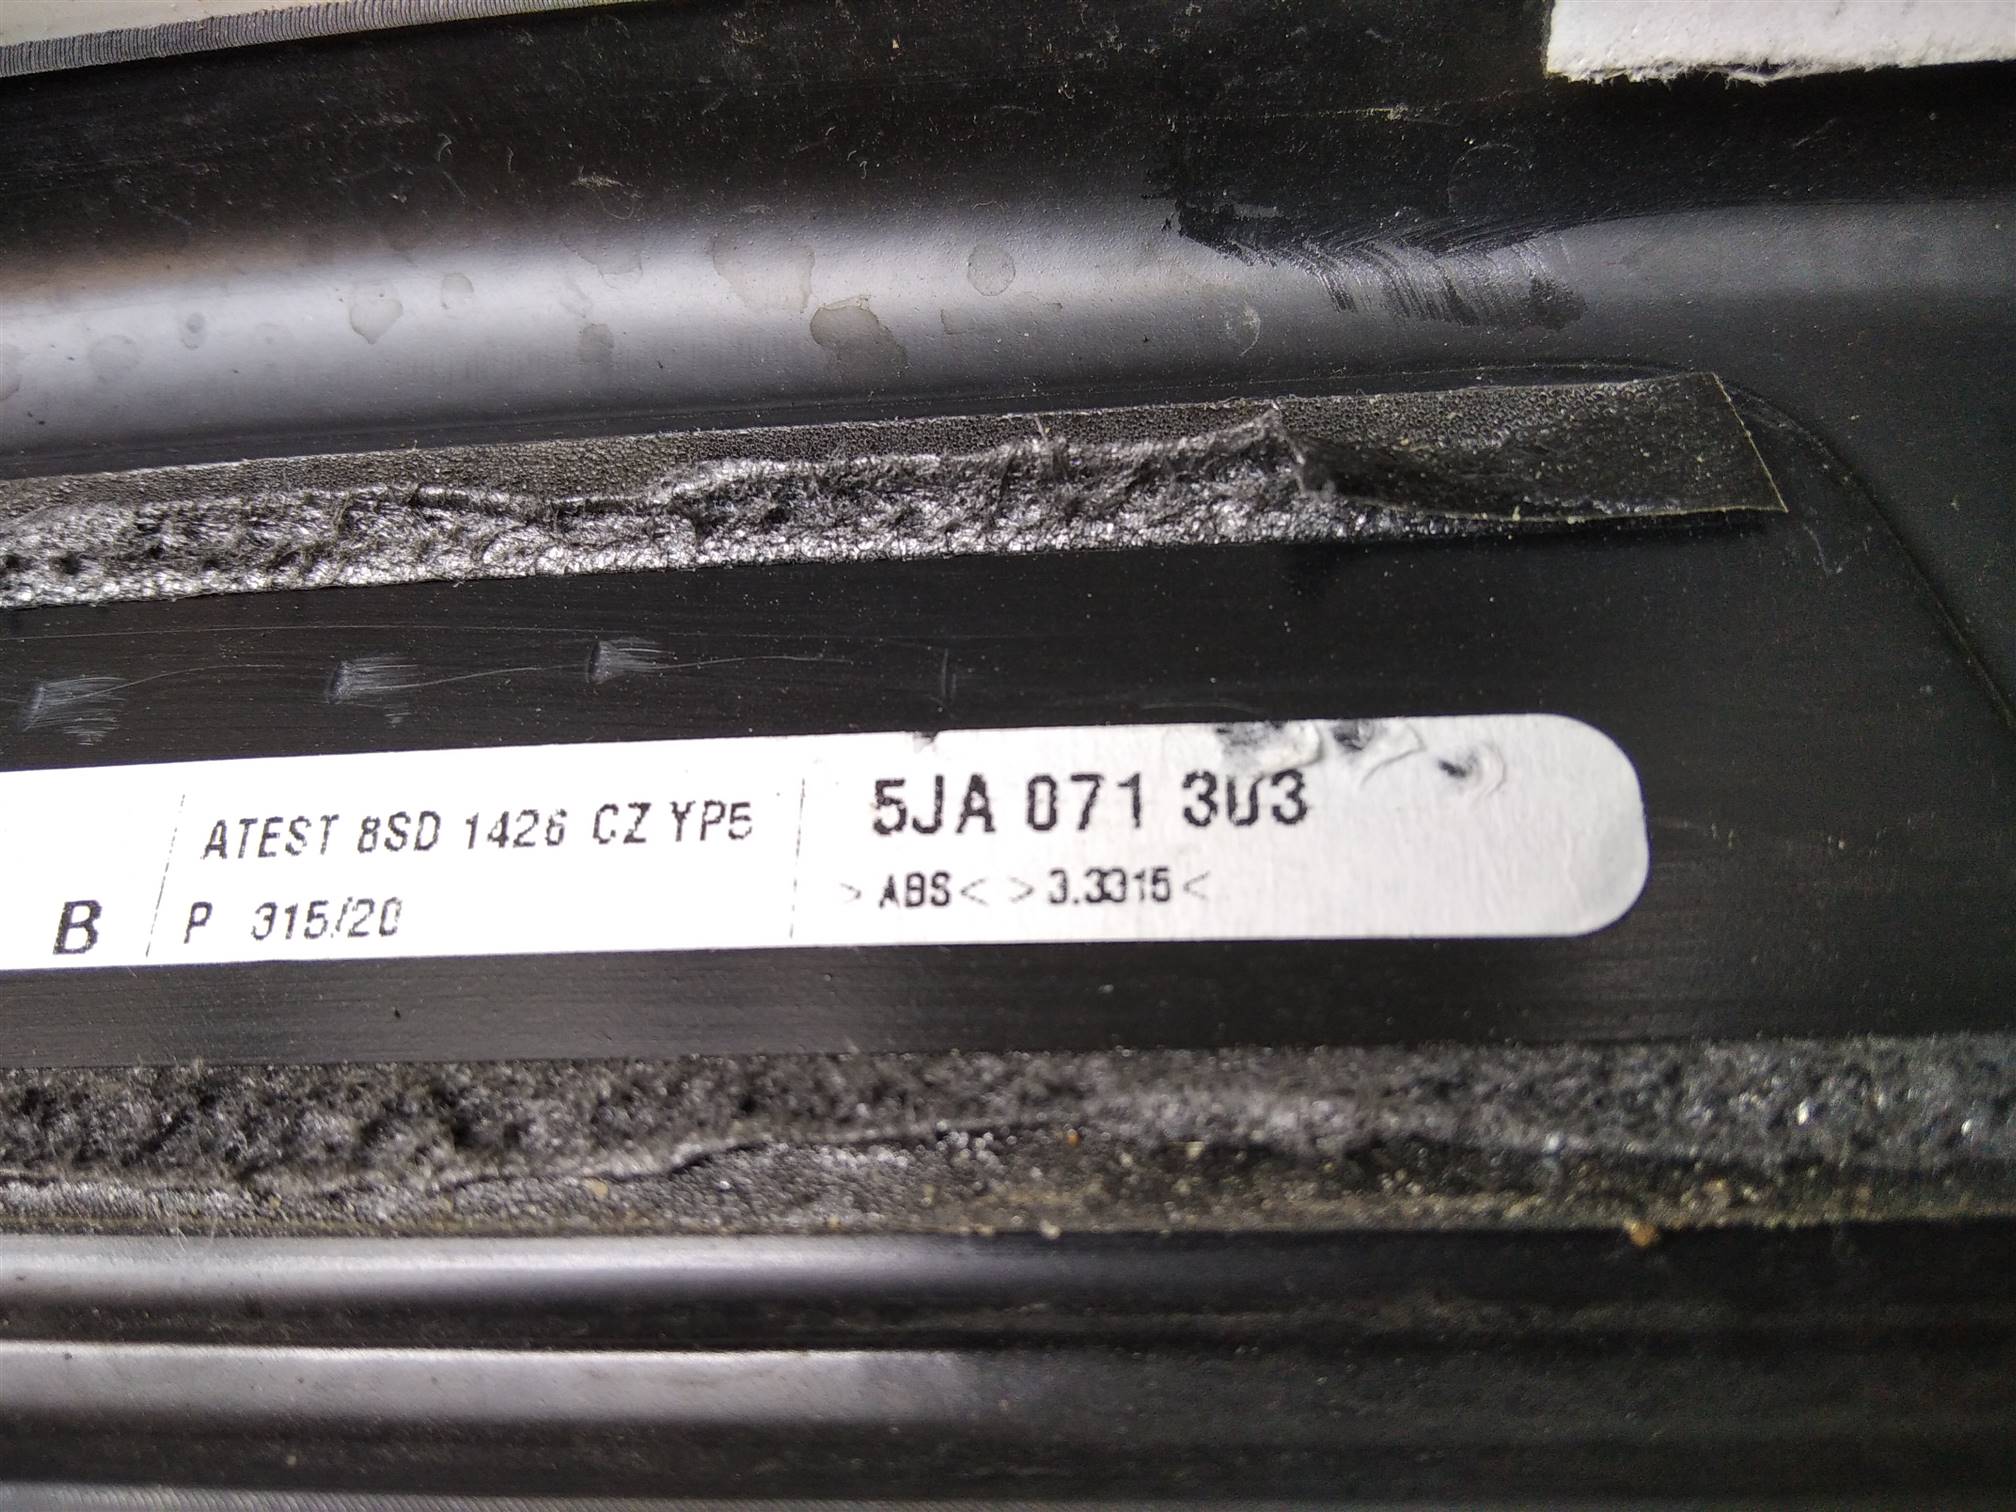 ATEST 8SD 1426 CZ YP5
5JA 071 303
B
P 315/20
>ABS< >3.3315<